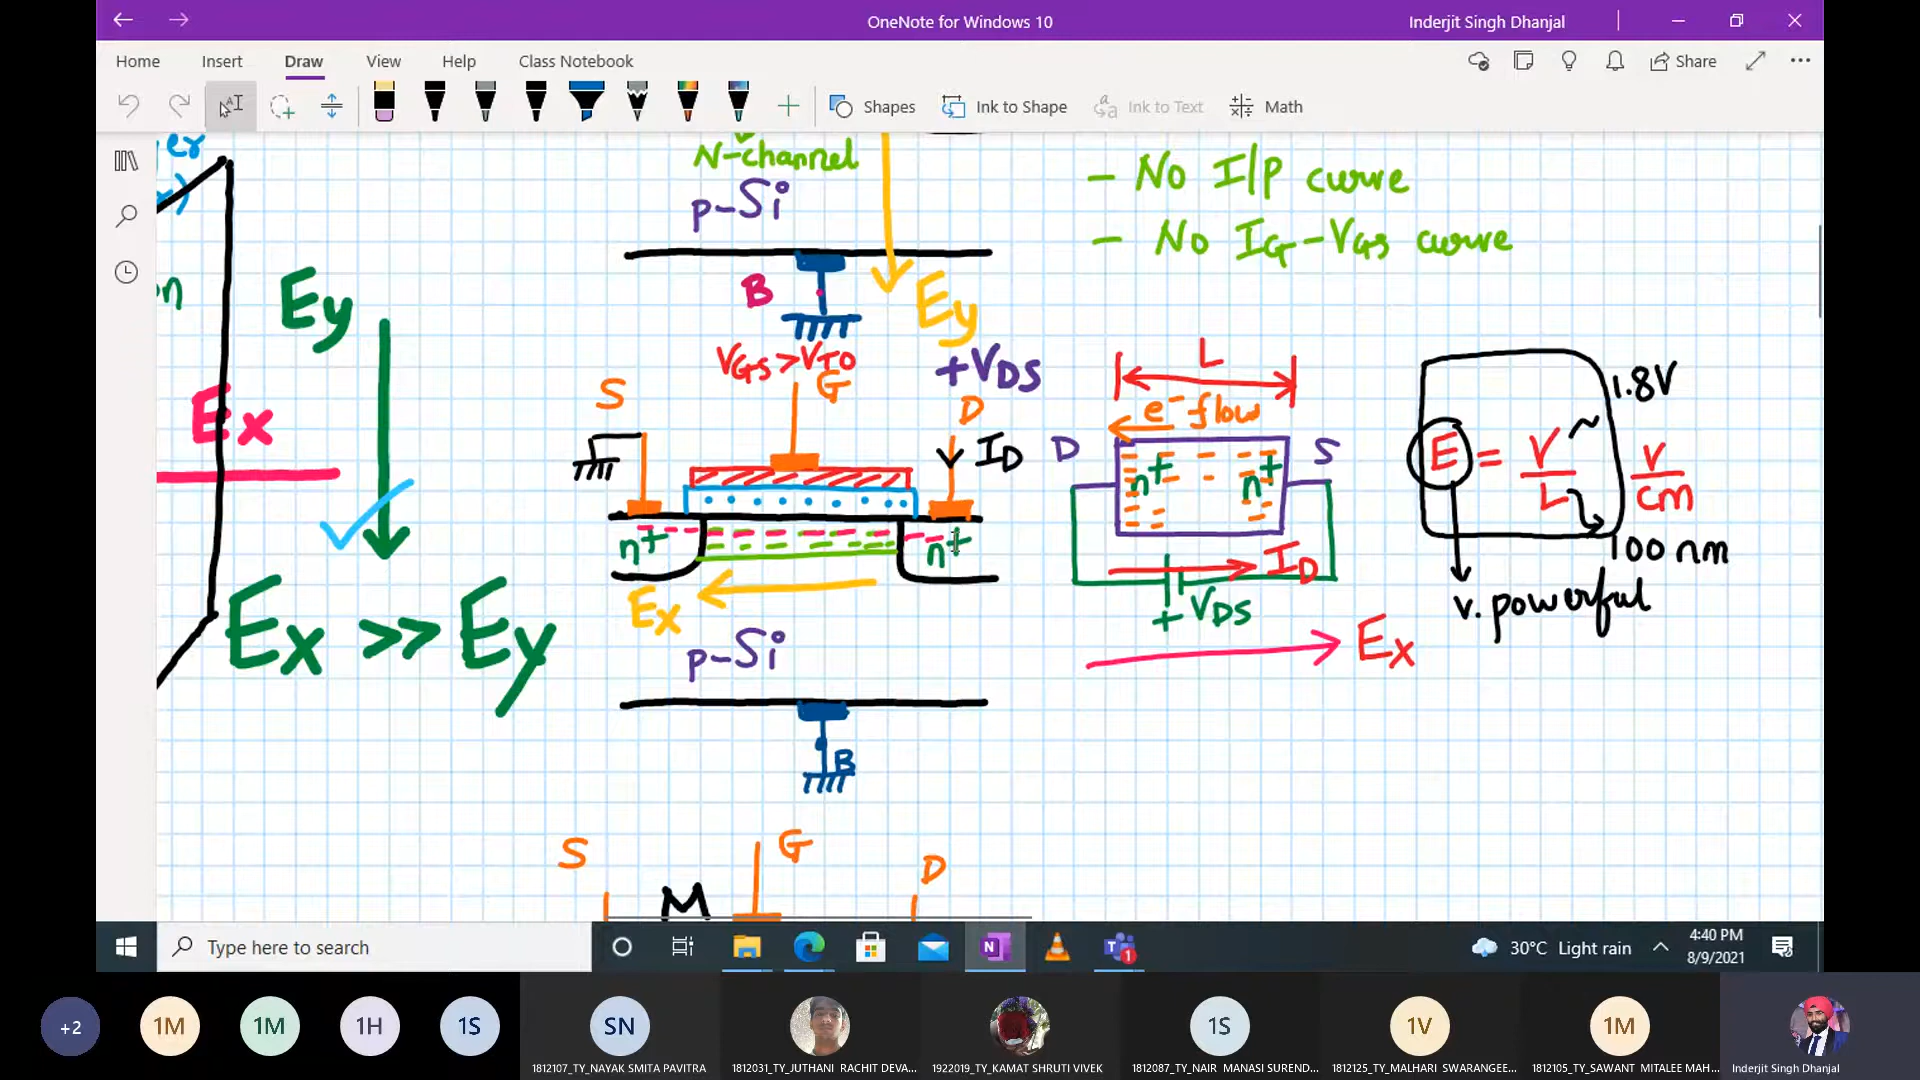 OneNote for Windows 10
Inderjit Singh Dhanjal
Home Insert Draw View Help Class Notebook
Share
Shapes Ink to Shape Ink to Text Math
er
N-channel
p-Si
- No I/P curve
- No IG-VGS curve
B
Ey
Ey
n
VGS > VTO
+VDS
L
1.8V
S
G
D
e- flow
Ex
ID
D
n+
n+
S
E = V/L
V/cm
n+
n+
100 nm
ID
+ VDS
v. powerful
Ex
Ex >> Ey
p-Si
Ex
B
S
G
D
M
Type here to search
30°C Light rain
4:40 PM
8/9/2021
+2
1M
1M
1H
1S
SN
1S
1V
1M
1812107_TY_NAYAK SMITA PAVITRA
1812031_TY_JUTHANI RACHIT DEVA...
1922019_TY_KAMAT SHRUTI VIVEK
1812087_TY_NAIR MANASI SUREND...
1812125_TY_MALHARI SWARANGEE...
1812105_TY_SAWANT MITALEE MAH...
Inderjit Singh Dhanjal